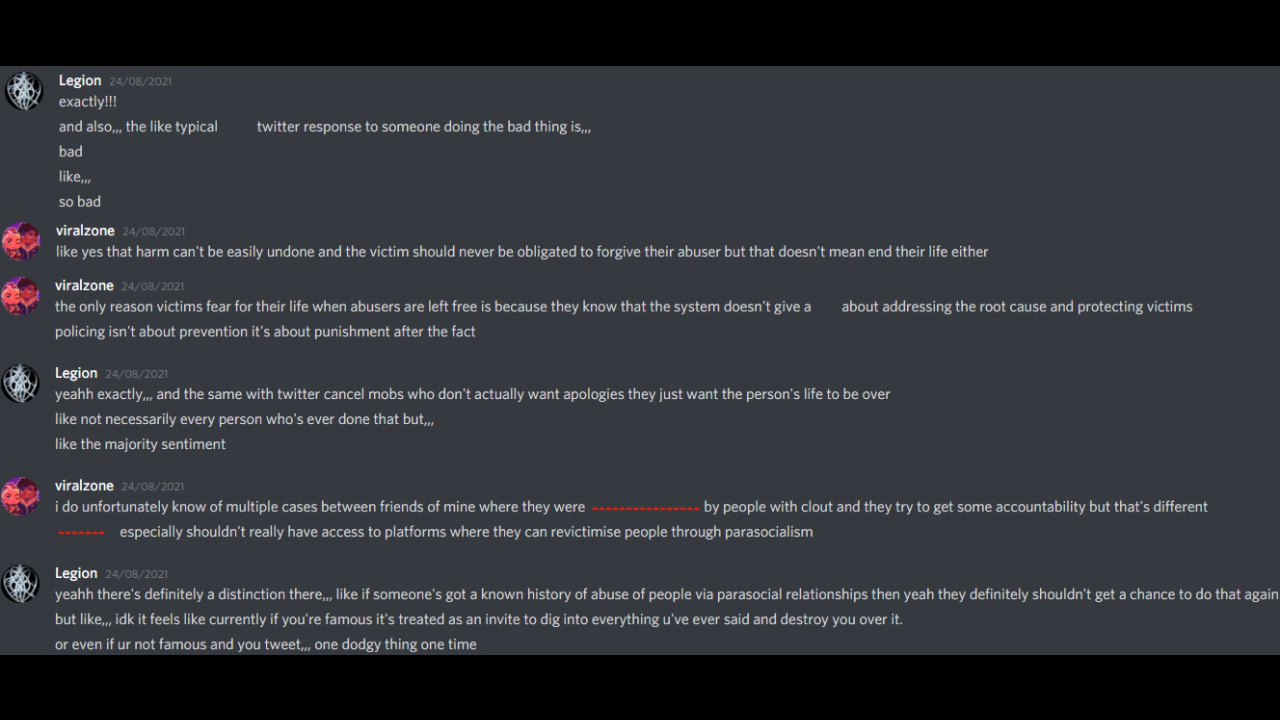 Legion 24/08/2021
exactly!!!
and also,,, the like typical twitter response to someone doing the bad thing is,,,
bad
like,,,
so bad
viralzone 24/08/2021
like yes that harm can't be easily undone and the victim should never be obligated to forgive their abuser but that doesn't mean end their life either
viralzone 24/08/2021
the only reason victims fear for their life when abusers are left free is because they know that the system doesn't give a about addressing the root cause and protecting victims
policing isn't about prevention it's about punishment after the fact
Legion 24/08/2021
yeahh exactly,,, and the same with twitter cancel mobs who don't actually want apologies they just want the person's life to be over
like not necessarily every person who's ever done that but,,,
like the majority sentiment
viralzone 24/08/2021
i do unfortunately know of multiple cases between friends of mine where they were ---------------- by people with clout and they try to get some accountability but that's different
------- especially shouldn't really have access to platforms where they can revictimise people through parasocialism
Legion 24/08/2021
yeahh there's definitely a distinction there,,, like if someone's got a known history of abuse of people via parasocial relationships then yeah they definitely shouldn't get a chance to do that again
but like,,, idk it feels like currently if you're famous it's treated as an invite to dig into everything u've ever said and destroy you over it.
or even if ur not famous and you tweet,,, one dodgy thing one time